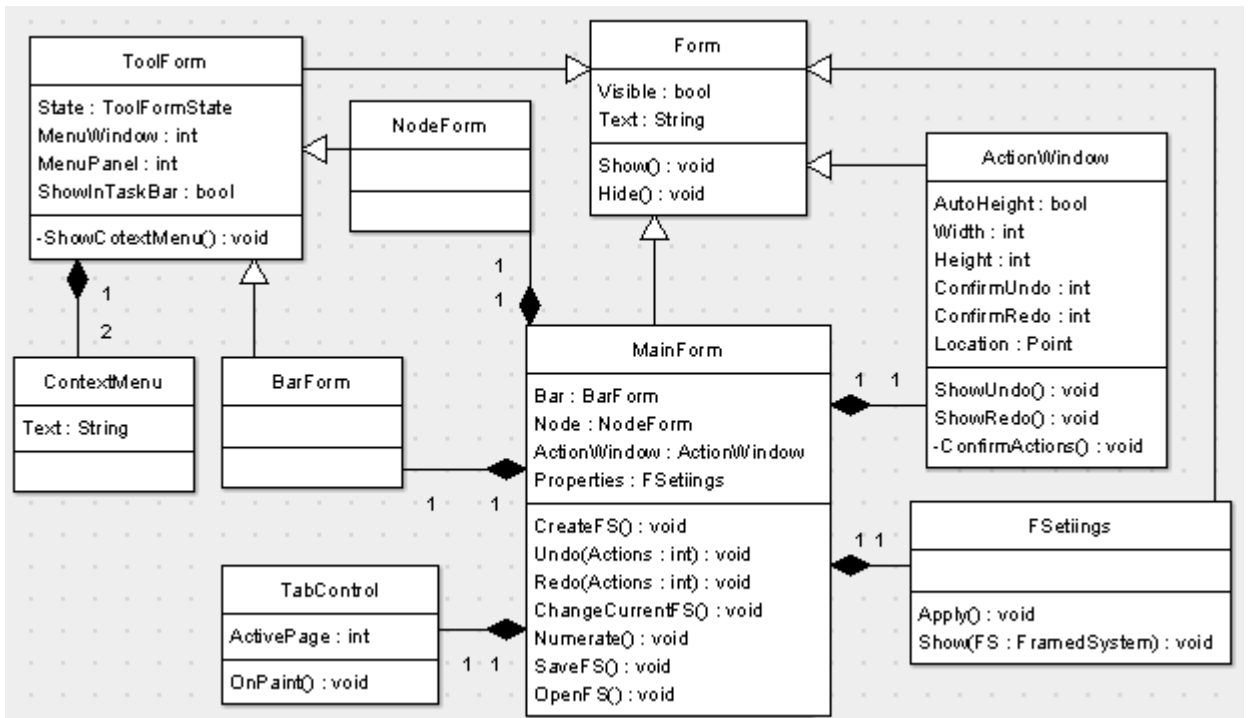 ToolForm
State : ToolFormState
MenuWindow : int
MenuPanel : int
ShowInTaskBar : bool
-ShowCotextMenu() : void
NodeForm
Form
Visible : bool
Text : String
Show() : void
Hide() : void
ActionWindow
AutoHeight : bool
Width : int
Height : int
ConfirmUndo : int
ConfirmRedo : int
Location : Point
ShowUndo() : void
ShowRedo() : void
-ConfirmActions() : void
1
2
1
1
ContextMenu
Text : String
BarForm
MainForm
Bar : BarForm
Node : NodeForm
ActionWindow : ActionWindow
Properties : FSetiings
CreateFS() : void
Undo(Actions : int) : void
Redo(Actions : int) : void
ChangeCurrentFS() : void
Numerate() : void
SaveFS() : void
OpenFS() : void
1 1
1 1
1 1
FSetiings
Apply() : void
Show(FS : FramedSystem) : void
TabControl
ActivePage : int
OnPaint() : void
1 1